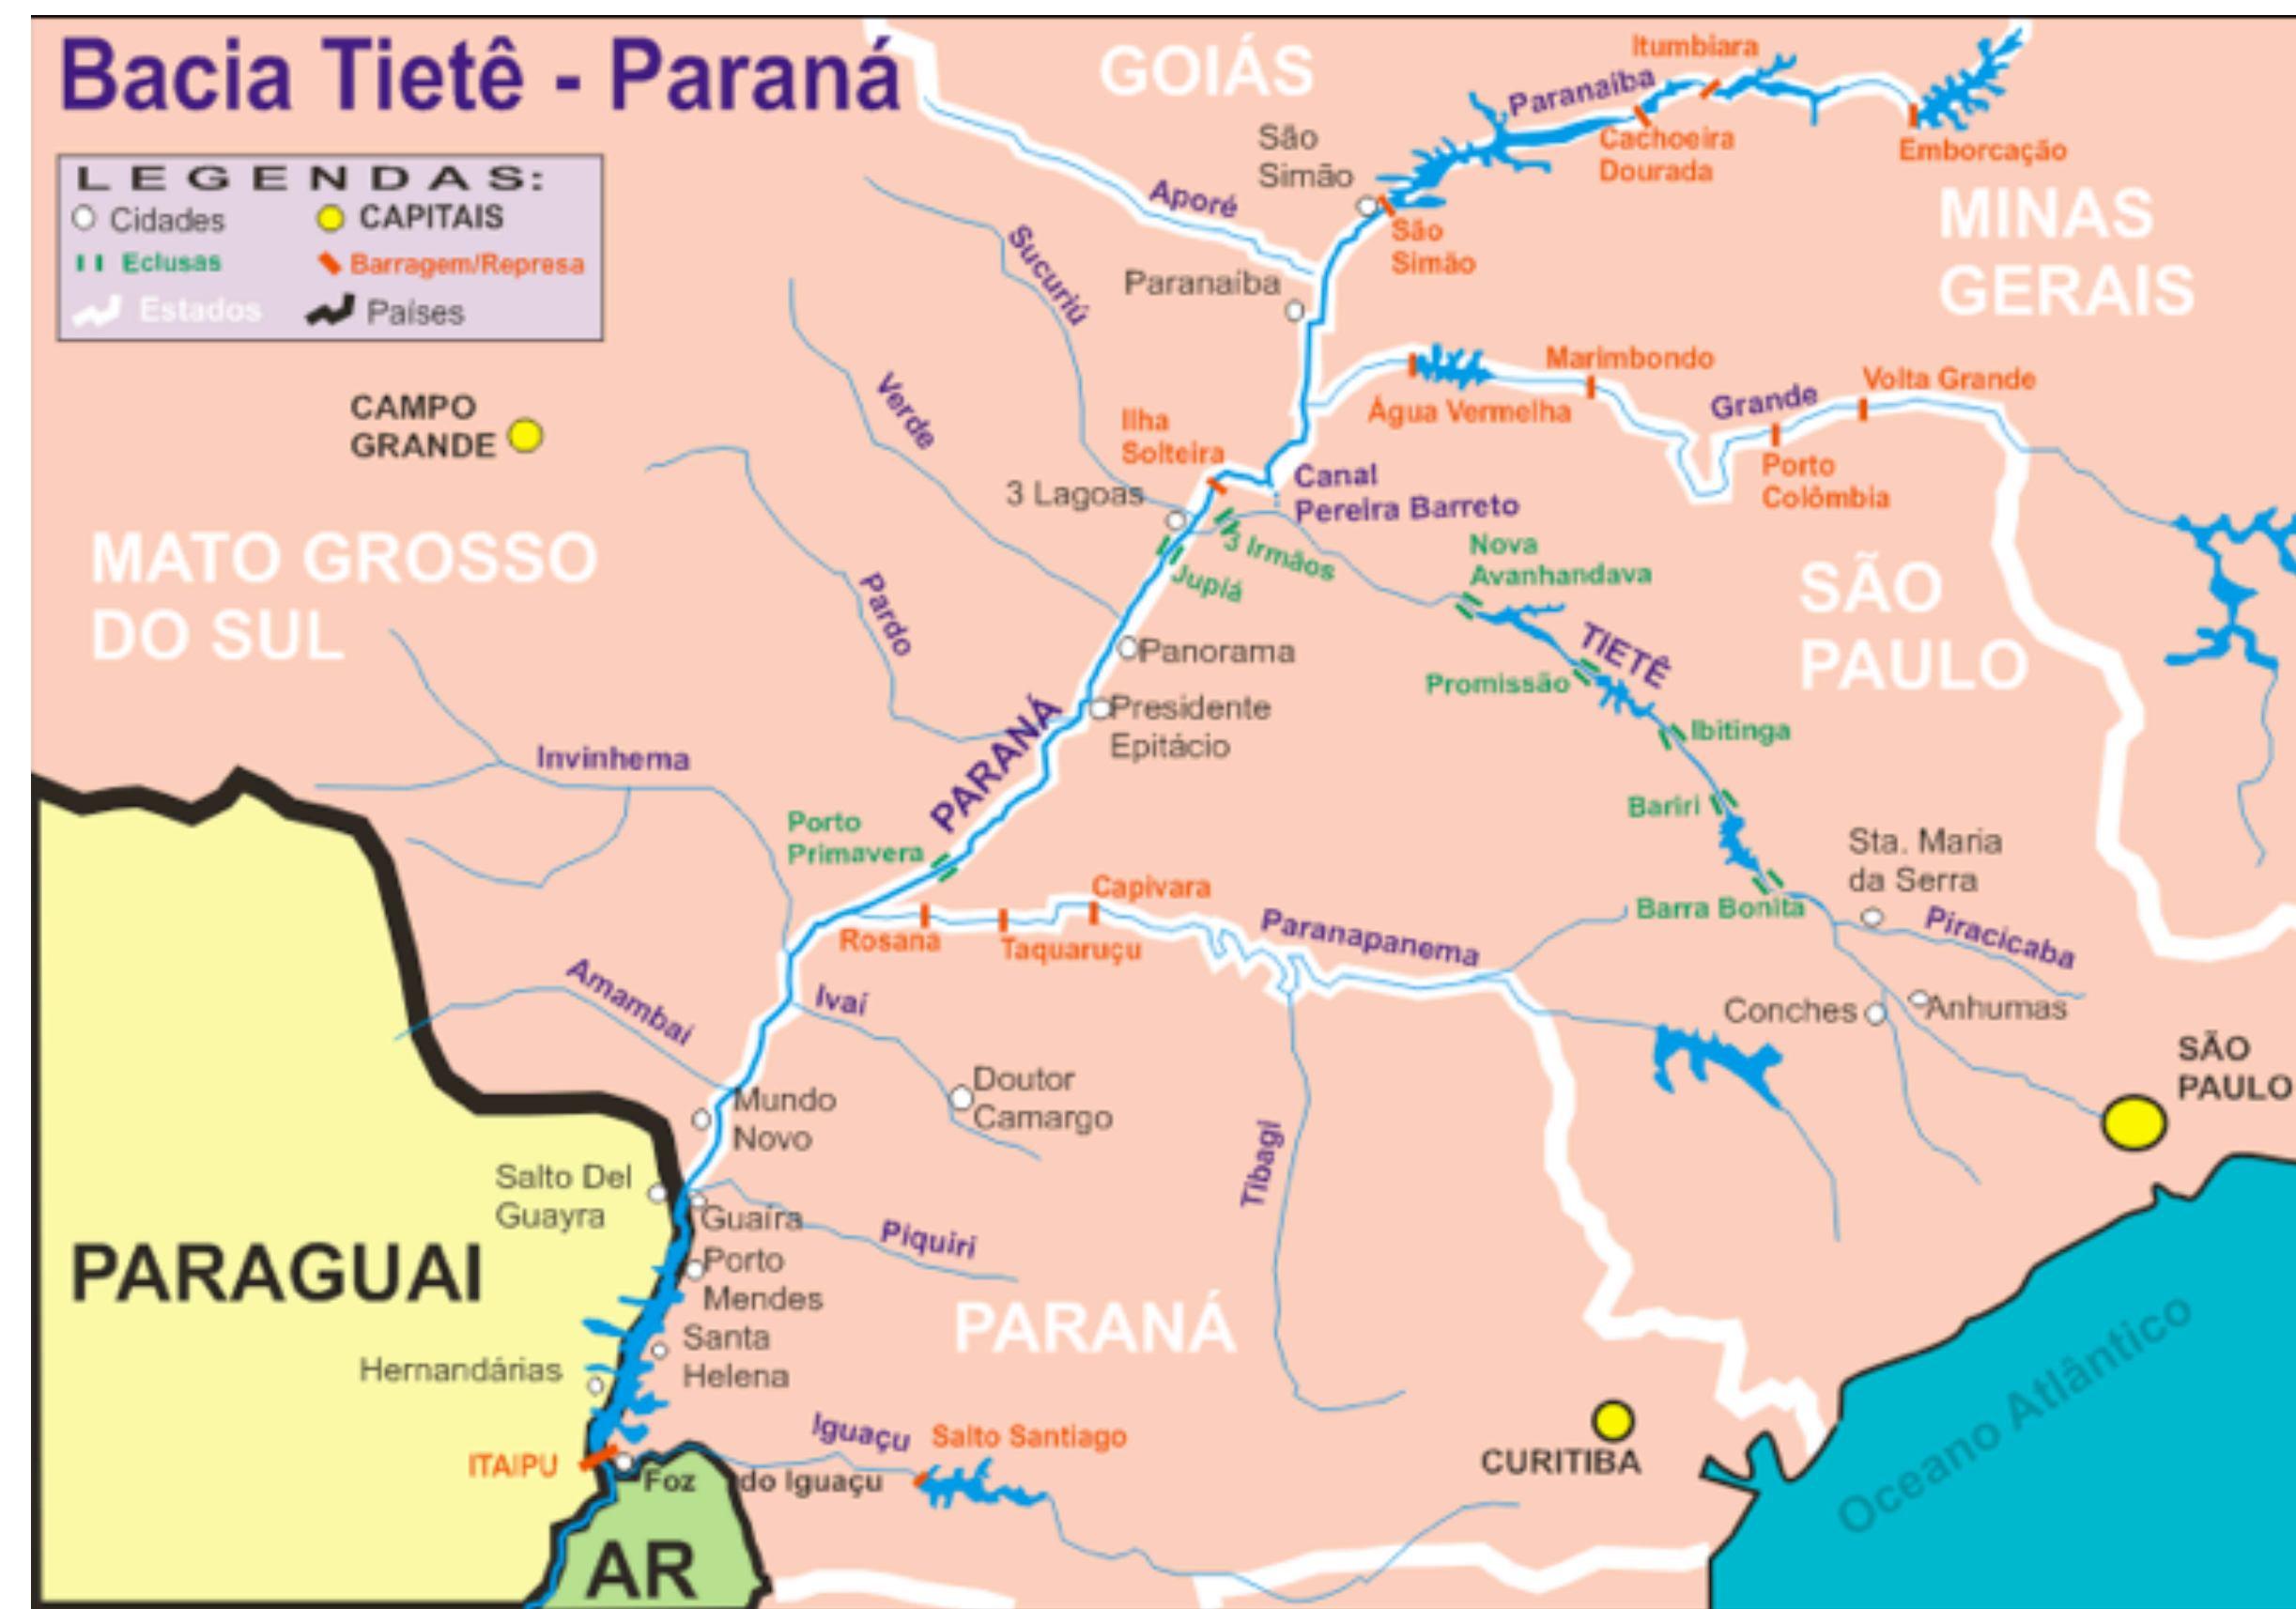 Bacia Tietê - Paraná
LEGENDAS:
Cidades
CAPITAIS
Eclusas
Barragem/Represa
Estados
Países
GOIÁS
Itumbiara
Paranaíba
Cachoeira
Dourada
Emborcação
São
Simão
São
Simão
MINAS
GERAIS
Aporé
Sucuriú
Paranaíba
Verde
CAMPO
GRANDE
Ilha
Solteira
Água Vermelha
Marimbondo
Grande
Volta Grande
Porto
Colômbia
3 Lagoas
Canal
Pereira Barreto
MATO GROSSO
DO SUL
3 Irmãos
Jupiá
Nova
Avanhandava
SÃO
PAULO
Pardo
Panorama
TIETÊ
Promissão
Presidente
Epitácio
PARANÁ
Ibitinga
Invinhema
Bariri
Porto
Primavera
Sta. Maria
da Serra
Capivara
Barra Bonita
Rosana
Taquaruçu
Paranapanema
Piracicaba
Amambaí
Ivaí
Conches
Anhumas
SÃO
PAULO
Doutor
Camargo
Mundo
Novo
Tibagi
Salto Del
Guayra
Guaíra
Piquiri
PARAGUAI
Porto
Mendes
PARANÁ
Santa
Helena
Hernandárias
Oceano Atlântico
Iguaçu
Salto Santiago
CURITIBA
ITAIPU
Foz do Iguaçu
AR